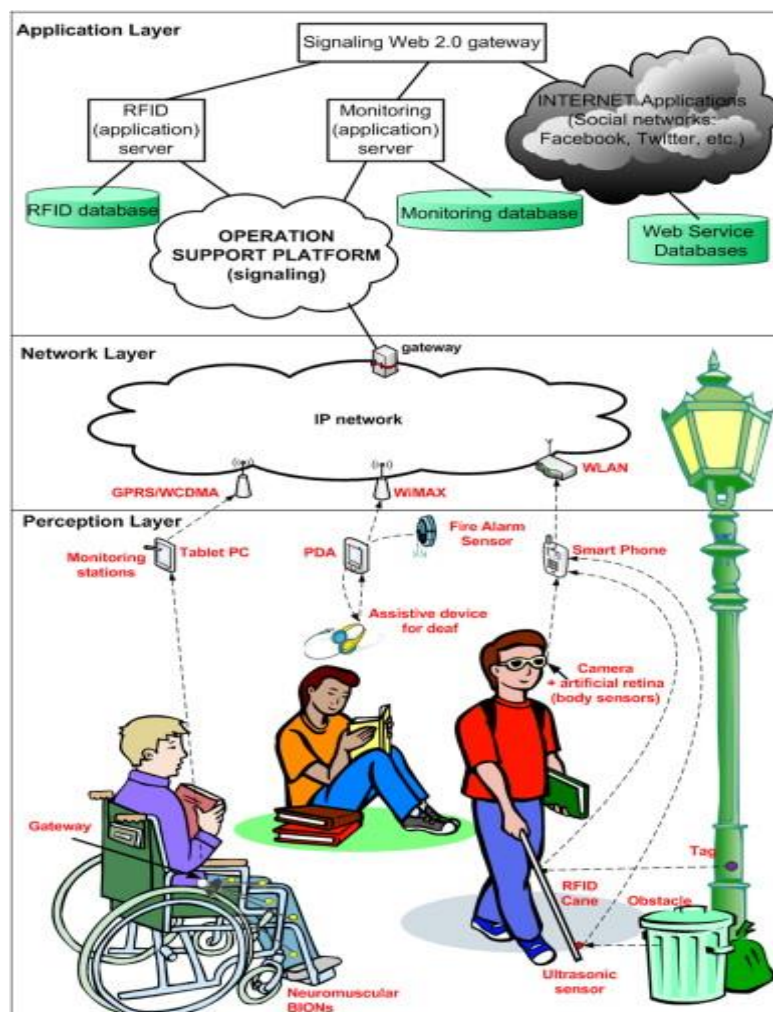 Application Layer
Signaling Web 2.0 gateway
RFID
(application)
server
Monitoring
(application)
server
INTERNET Applications
(Social networks:
Facebook, Twitter, etc.)
RFID database
Monitoring database
Web Service
Databases
OPERATION
SUPPORT PLATFORM
(signaling)
Network Layer
gateway
IP network
GPRS/WCDMA
WiMAX
WLAN
Perception Layer
Monitoring
stations
Tablet PC
PDA
Fire Alarm
Sensor
Smart Phone
Assistive device
for deaf
Camera
+ artificial retina
(body sensors)
Gateway
Tag
RFID
Cane
Obstacle
Ultrasonic
sensor
Neuromuscular
BIONs